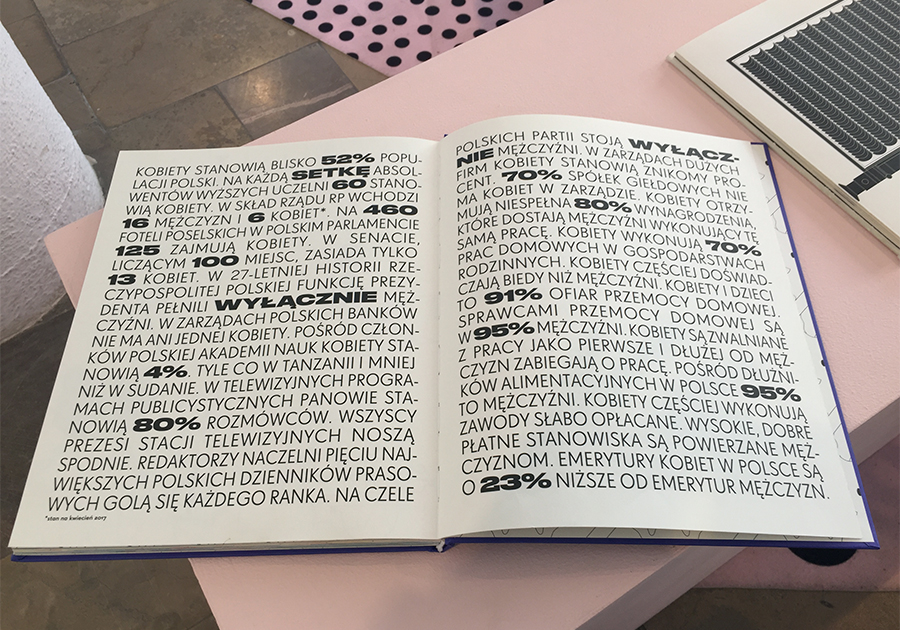 KOBIETY STANOWIĄ BLISKO 52% POPU-
LACJI POLSKI. NA KAŻDĄ SETKĘ ABSOL-
WENTÓW WYŻSZYCH UCZELNI 60 STANO-
WIĄ KOBIETY. W SKŁAD RZĄDU RP WCHODZI
16 MĘŻCZYZN I 6 KOBIET*. NA 460
FOTELI POSELSKICH W POLSKIM PARLAMENCIE
125 ZAJMUJĄ KOBIETY. W SENACIE,
LICZĄCYM 100 MIEJSC, ZASIADA TYLKO
13 KOBIET. W 27-LETNIEJ HISTORII RZE-
CZYPOSPOLITEJ POLSKIEJ FUNKCJĘ PREZY-
DENTA PEŁNILI WYŁĄCZNIE MĘŻ-
CZYŹNI. W ZARZĄDACH POLSKICH BANKÓW
NIE MA ANI JEDNEJ KOBIETY. POŚRÓD CZŁON-
KÓW POLSKIEJ AKADEMII NAUK KOBIETY STA-
NOWIĄ 4%. TYLE CO W TANZANII I MNIEJ
NIŻ W SUDANIE. W TELEWIZYJNYCH PROGRA-
MACH PUBLICYSTYCZNYCH PANOWIE STA-
NOWIĄ 80% ROZMÓWCÓW. WSZYSCY
PREZESI STACJI TELEWIZYJNYCH NOSZĄ
SPODNIE. REDAKTORZY NACZELNI PIĘCIU NAJ-
WIĘKSZYCH POLSKICH DZIENNIKÓW PRASO-
WYCH GOLĄ SIĘ KAŻDEGO RANKA. NA CZELE
*stan na kwiecień 2017
POLSKICH PARTII STOJĄ WYŁĄCZ-
NIE MĘŻCZYŹNI. W ZARZĄDACH DUŻYCH
FIRM KOBIETY STANOWIĄ ZNIKOMY PRO-
CENT. 70% SPÓŁEK GIEŁDOWYCH NIE
MA KOBIET W ZARZĄDZIE. KOBIETY OTRZY-
MUJĄ NIESPEŁNA 80% WYNAGRODZENIA,
KTÓRE DOSTAJĄ MĘŻCZYŹNI WYKONUJĄCY TĘ
SAMĄ PRACĘ. KOBIETY WYKONUJĄ 70%
PRAC DOMOWYCH W GOSPODARSTWACH
RODZINNYCH. KOBIETY CZĘŚCIEJ DOŚWIAD-
CZAJĄ BIEDY NIŻ MĘŻCZYŹNI. KOBIETY I DZIECI
TO 91% OFIAR PRZEMOCY DOMOWEJ.
SPRAWCAMI PRZEMOCY DOMOWEJ SĄ
W 95% MĘŻCZYŹNI. KOBIETY SĄ ZWALNIANE
Z PRACY JAKO PIERWSZE I DŁUŻEJ OD MĘŻ-
CZYZN ZABIEGAJĄ O PRACĘ. POŚRÓD DŁUŻNI-
KÓW ALIMENTACYJNYCH W POLSCE 95%
TO MĘŻCZYŹNI. KOBIETY CZĘŚCIEJ WYKONUJĄ
ZAWODY SŁABO OPŁACANE. WYSOKIE, DOBRE
PŁATNE STANOWISKA SĄ POWIERZANE MĘŻ-
CZYZNOM. EMERYTURY KOBIET W POLSCE SĄ
O 23% NIŻSZE OD EMERYTUR MĘŻCZYZN.